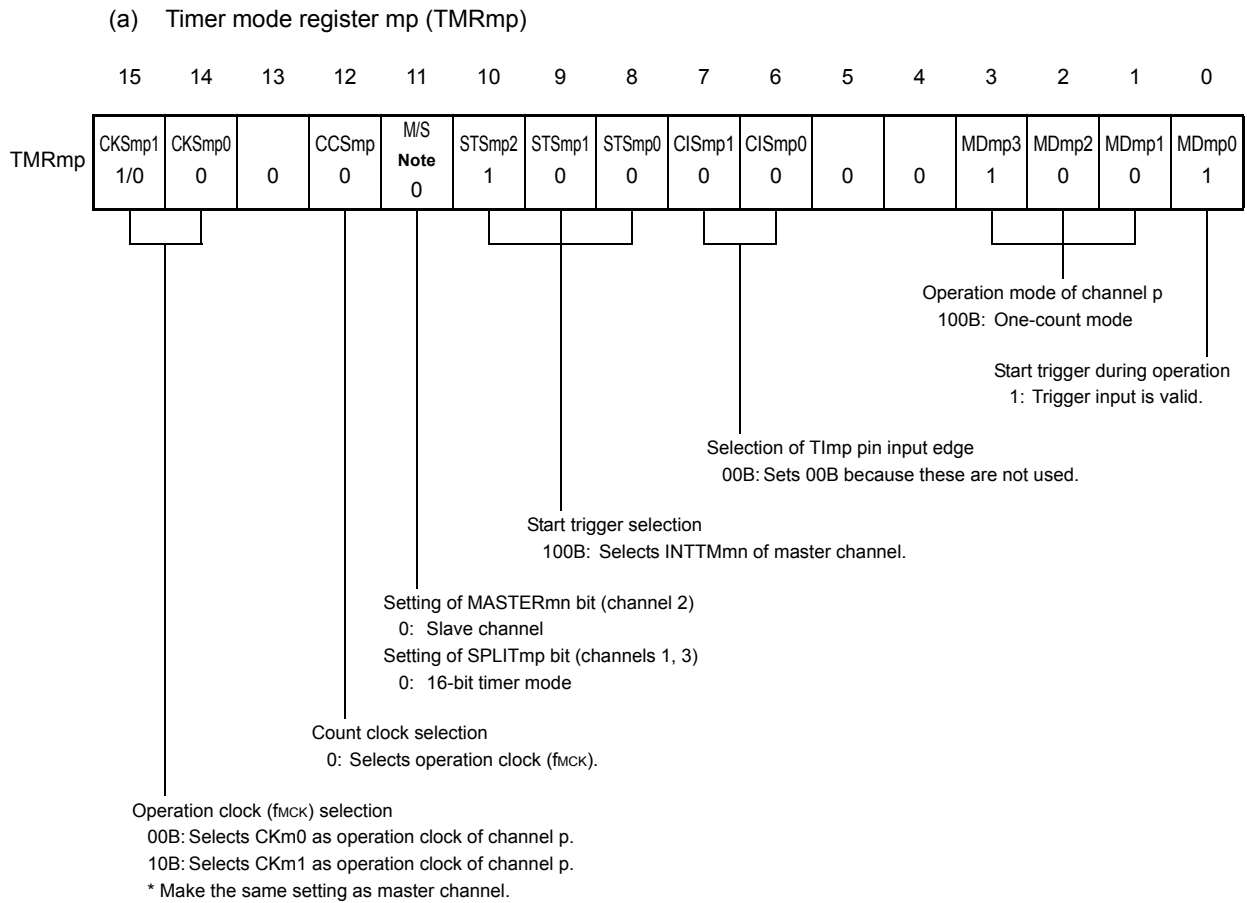 (a) Timer mode register mp (TMRmp)
15 14 13 12 11 10 9 8 7 6 5 4 3 2 1 0
TMRmp
CKSmp1 CKSmp0 CCSmp M/S Note STSmp2 STSmp1 STSmp0 CISmp1 CISmp0 MDmp3 MDmp2 MDmp1 MDmp0
1/0 0 0 0 0 1 0 0 0 0 0 0 1 0 0 1
Operation mode of channel p
100B: One-count mode
Start trigger during operation
1: Trigger input is valid.
Selection of TImp pin input edge
00B: Sets 00B because these are not used.
Start trigger selection
100B: Selects INTTMmn of master channel.
Setting of MASTERmn bit (channel 2)
0: Slave channel
Setting of SPLITmp bit (channels 1, 3)
0: 16-bit timer mode
Count clock selection
0: Selects operation clock (fMCK).
Operation clock (fMCK) selection
00B: Selects CKm0 as operation clock of channel p.
10B: Selects CKm1 as operation clock of channel p.
* Make the same setting as master channel.